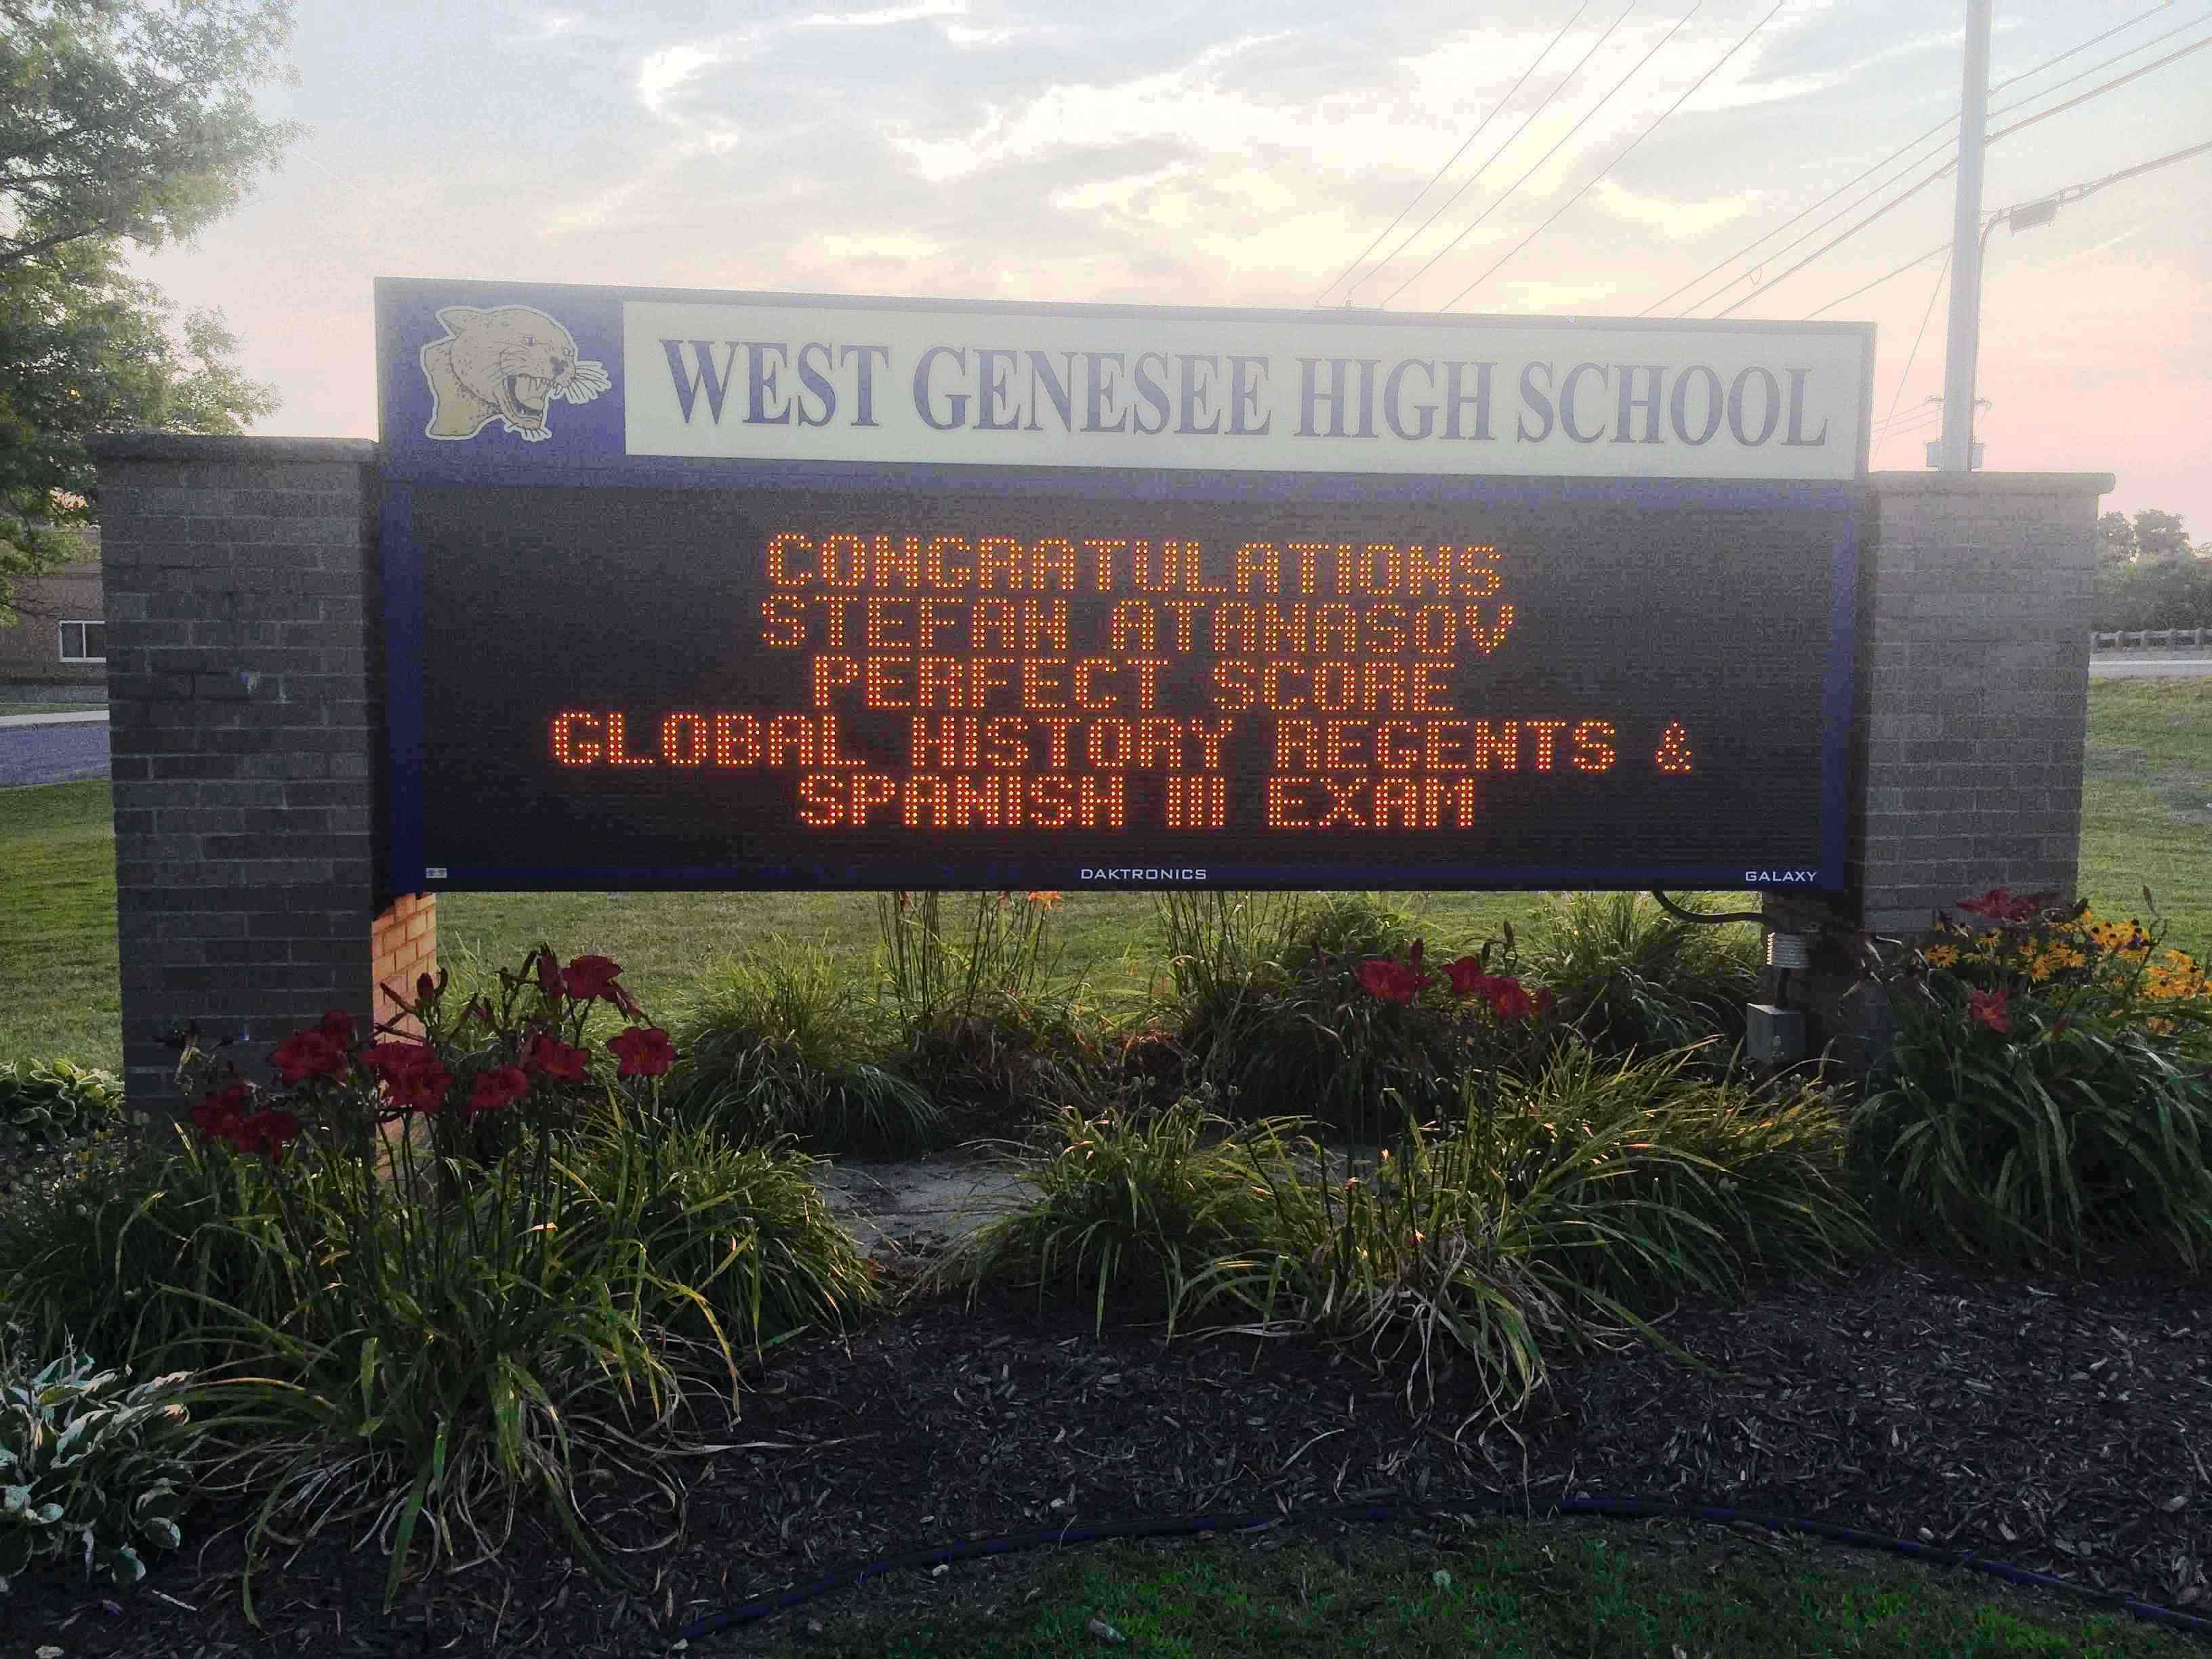 WEST GENESEE HIGH SCHOOL
CONGRATULATIONS
STEFAN ATANASOV
PERFECT SCORE
GLOBAL HISTORY REGENTS &
SPANISH III EXAM
DAKTRONICS GALAXY